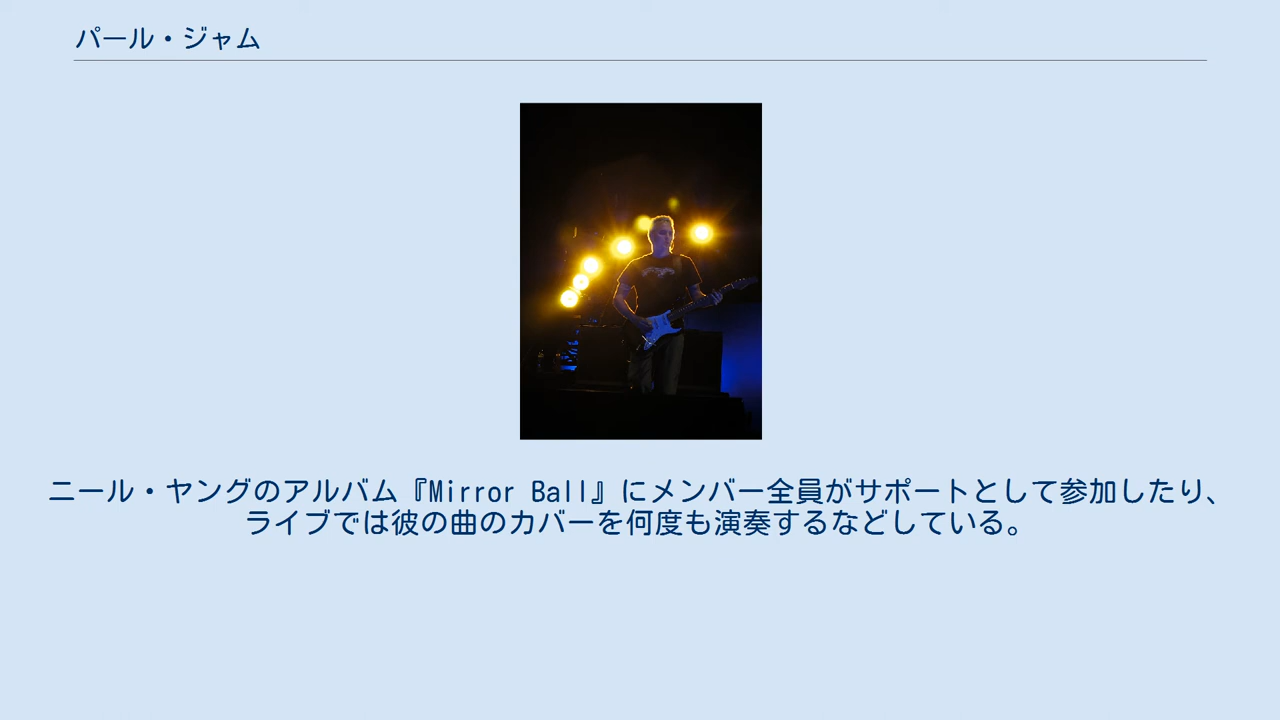 パール・ジャム
ニール・ヤングのアルバム『Mirror Ball』にメンバー全員がサポートとして参加したり、
ライブでは彼の曲のカバーを何度も演奏するなどしている。